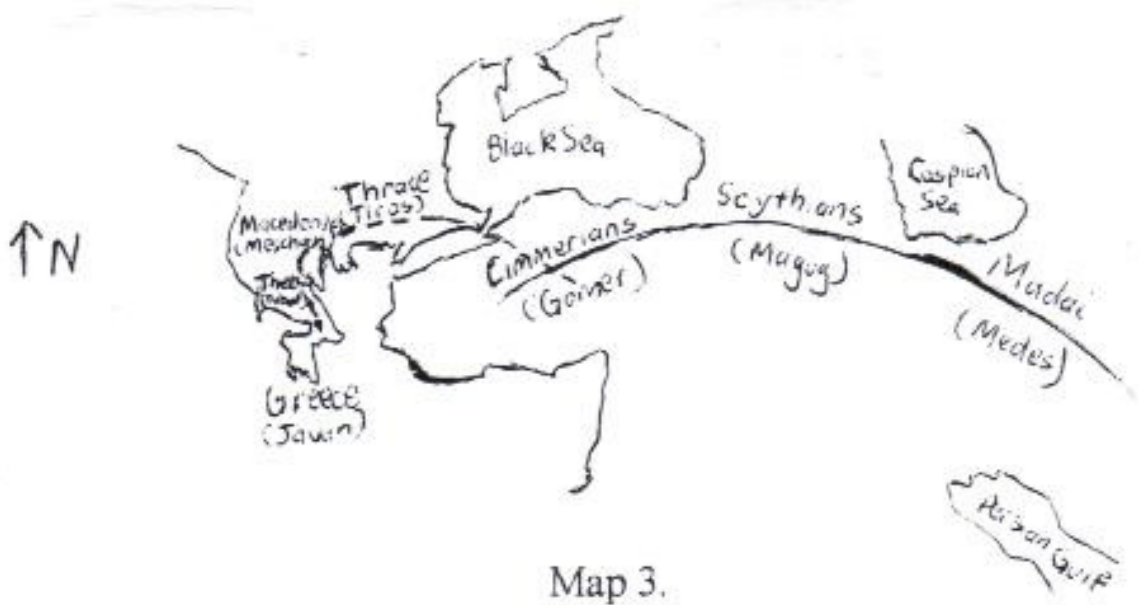 Black Sea
Caspian
Sea
Thrace
(Tiras)
Scythians
Macedonia
(Meschan)
↑N
Cimmerians
(Magog)
Madai
(Gomer)
(Medes)
Greece
(Javan)
Persian Gulf
Map 3.